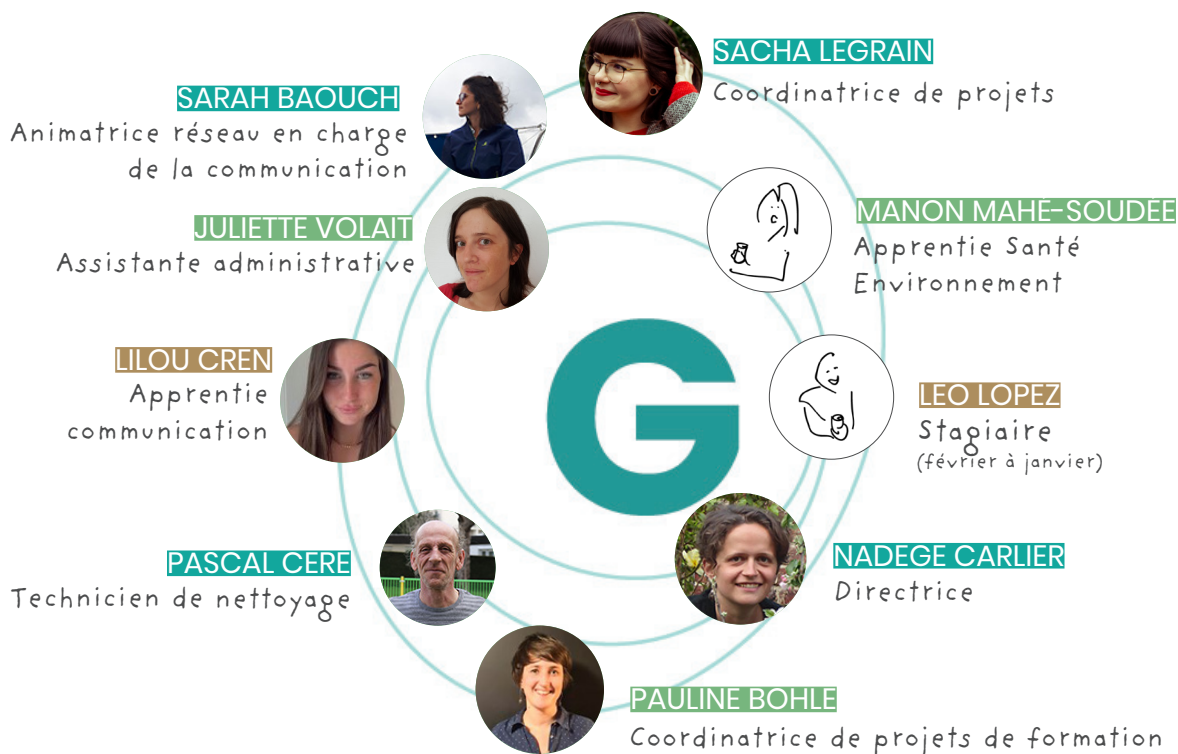 SACHA LEGRAIN
Coordinatrice de projets
SARAH BAOUCH
Animatrice réseau en charge
de la communication
MANON MAHÉ-SOUDÉE
Apprentie Santé
Environnement
JULIETTE VOLAIT
Assistante administrative
LILOU CREN
Apprentie
communication
G
LEO LOPEZ
Stagiaire
(février à janvier)
PASCAL CERE
Technicien de nettoyage
NADEGE CARLIER
Directrice
PAULINE BOHLE
Coordinatrice de projets de formation